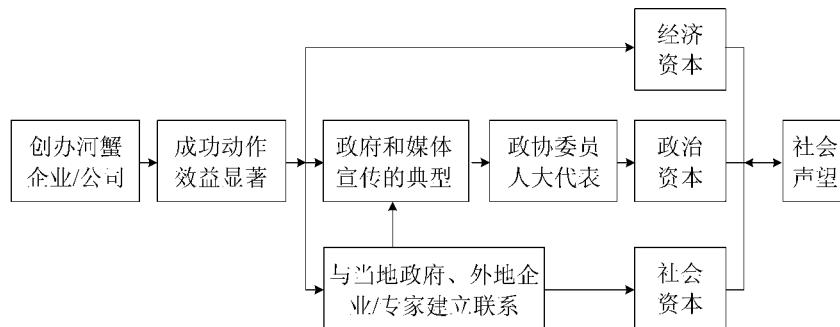 经济
资本
创办河蟹
企业/公司
成功动作
效益显著
政府和媒体
宣传的典型
政协委员
人大代表
政治
资本
社会
声望
与当地政府、外地企
业/专家建立联系
社会
资本